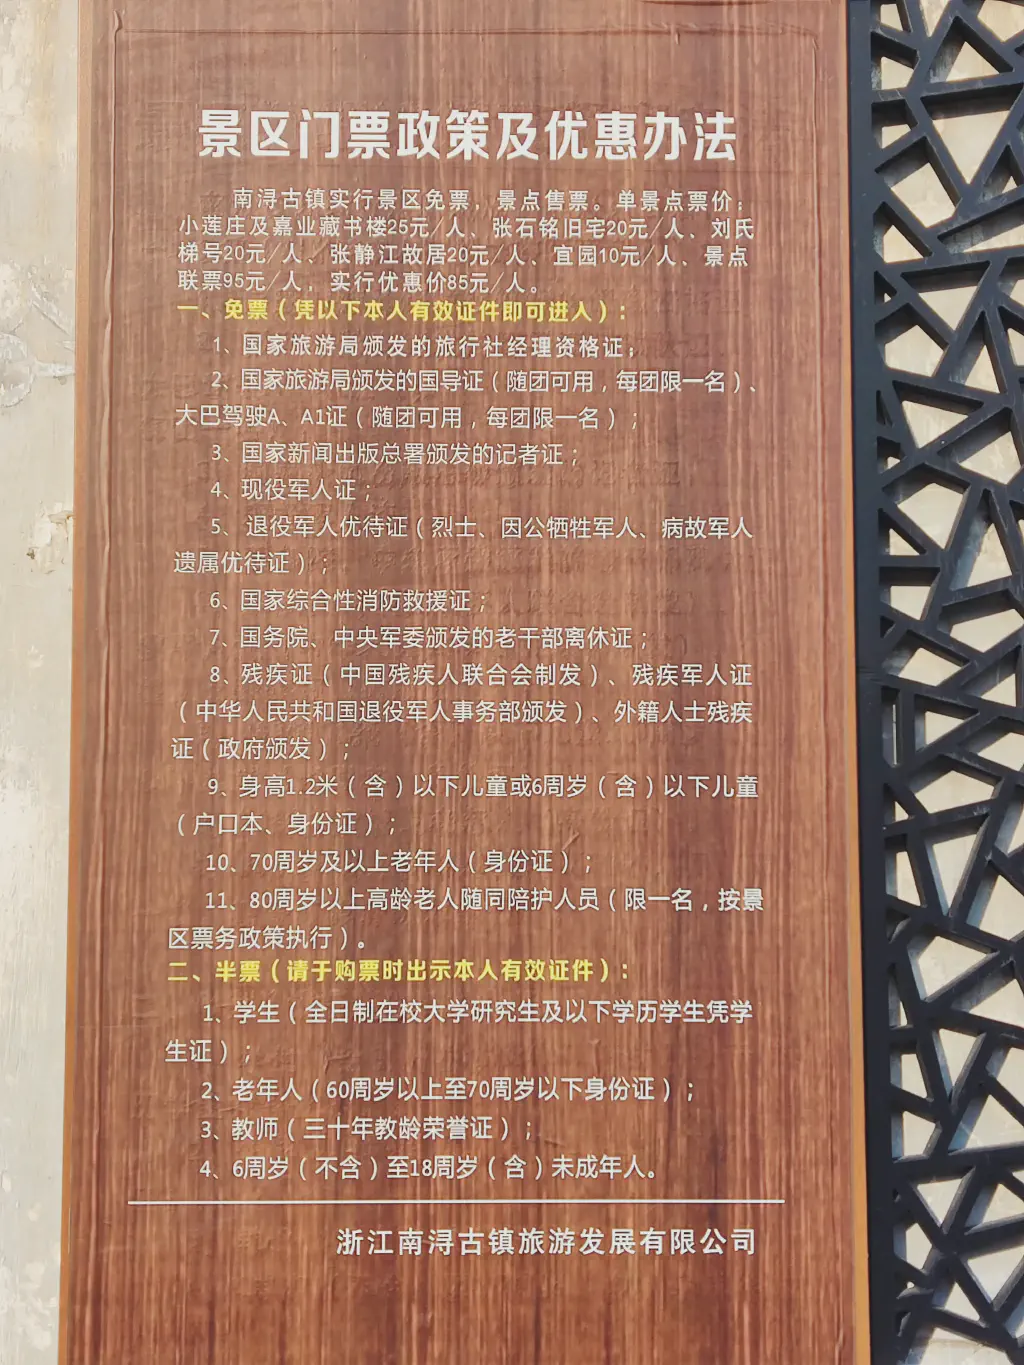 景区门票政策及优惠办法
南浔古镇实行景区免票，景点售票。单景点票价：
小莲庄及嘉业藏书楼25元/人、张石铭旧宅20元/人、刘氏
梯号20元/人、张静江故居20元/人、宜园10元/人、景点
联票95元/人，实行优惠价85元/人。
一、免票（凭以下本人有效证件即可进入）：
1、国家旅游局颁发的旅行社经理资格证；
2、国家旅游局颁发的国导证（随团可用，每团限一名）、
大巴驾驶A、A1证（随团可用，每团限一名）；
3、国家新闻出版总署颁发的记者证；
4、现役军人证；
5、退役军人优待证（烈士、因公牺牲军人、病故军人
遗属优待证）；
6、国家综合性消防救援证；
7、国务院、中央军委颁发的老干部离休证；
8、残疾证（中国残疾人联合会制发）、残疾军人证
（中华人民共和国退役军人事务部颁发）、外籍人士残疾
证（政府颁发）；
9、身高1.2米（含）以下儿童或6周岁（含）以下儿童
（户口本、身份证）；
10、70周岁及以上老年人（身份证）；
11、80周岁以上高龄老人随同陪护人员（限一名，按景
区票务政策执行）。
二、半票（请于购票时出示本人有效证件）：
1、学生（全日制在校大学研究生及以下学历学生凭学
生证）；
2、老年人（60周岁以上至70周岁以下身份证）；
3、教师（三十年教龄荣誉证）；
4、6周岁（不含）至18周岁（含）未成年人。
浙江南浔古镇旅游发展有限公司